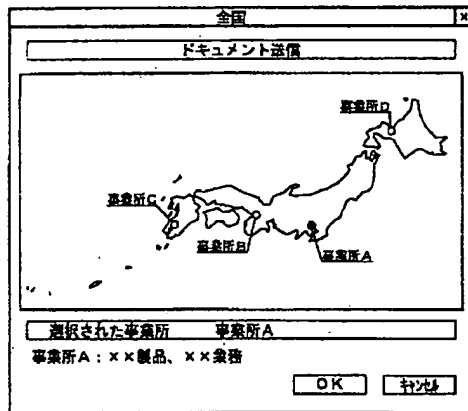 全国 ×
ドキュメント送信
事業所D
事業所C
事業所B
事業所A
選択された事業所 事業所A
事業所A：××製品、××業務
OK キャンセル